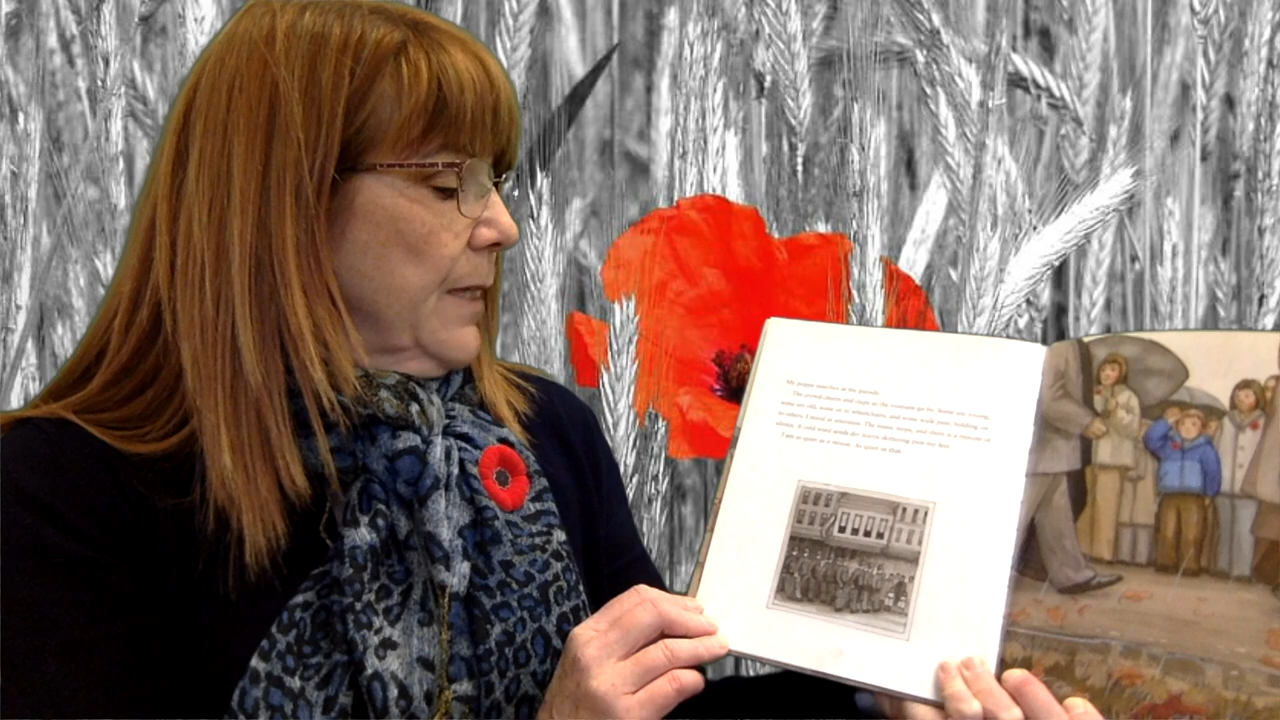 My poppa marches in the parade.
The crowd cheers and claps as the veterans go by. Some are young,
some are old, some sit in wheelchairs, and some walk past, holding on
to others. I stand at attention. The music stops, and there is a minute of
silence. A cold wind sends dry leaves skittering past my feet.
I am as quiet as a mouse. As quiet as that.